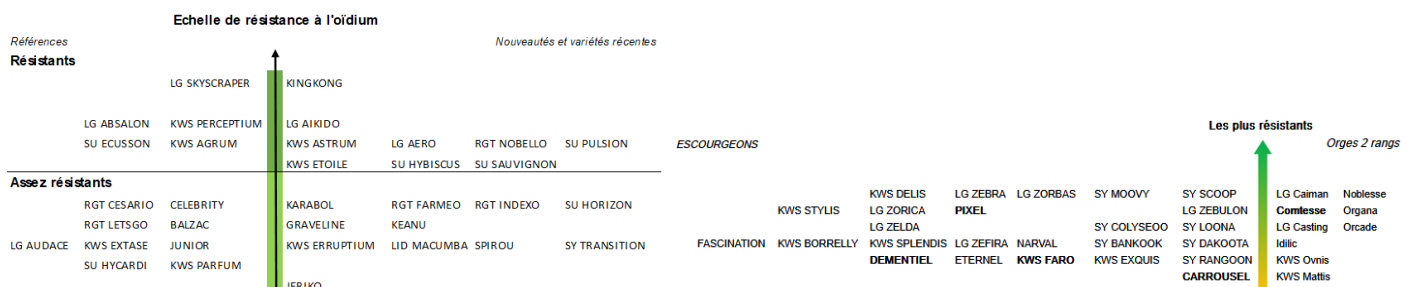 Echelle de résistance à l'oïdium
Références Nouveautés et variétés récentes
Résistants
LG SKYSCRAPER KINGKONG
LG ABSALON KWS PERCEPTIUM LG AIKIDO
SU ECUSSON KWS AGRUM KWS ASTRUM LG AERO RGT NOBELLO SU PULSION
KWS ETOILE SU HYBISCUS SU SAUVIGNON
Assez résistants
RGT CESARIO CELEBRITY KARABOL RGT FARMEO RGT INDEXO SU HORIZON
RGT LETSGO BALZAC GRAVELINE KEANU
LG AUDACE KWS EXTASE JUNIOR KWS ERRUPTIUM LID MACUMBA SPIROU SY TRANSITION
SU HYCARDI KWS PARFUM
Les plus résistants
ESCOURGEONS Orges 2 rangs
KWS DELIS LG ZEBRA LG ZORBAS SY MOOVY SY SCOOP LG Caiman Noblesse
KWS STYLIS LG ZORICA PIXEL LG ZEBULON Comtesse Organa
LG ZELDA SY COLYSEOO SY LOONA LG Casting Orcade
FASCINATION KWS BORRELLY KWS SPLENDIS LG ZEFIRA NARVAL SY BANKOOK SY DAKOOTA Idilic
DEMENTIEL ETERNEL KWS FARO KWS EXQUIS SY RANGOON KWS Ovnis
CARROUSEL KWS Mattis